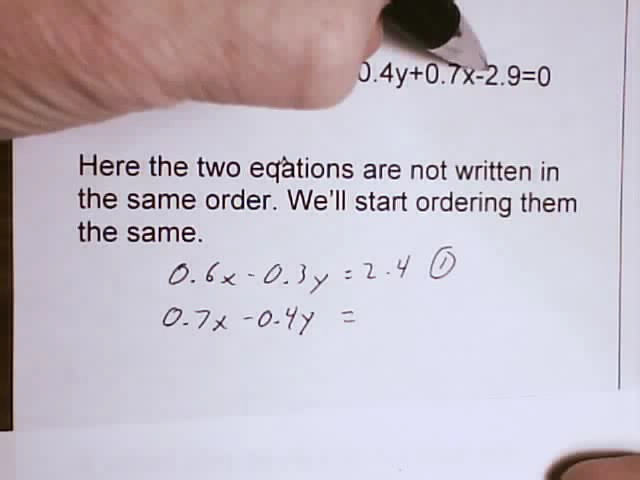 0.4y+0.7x-2.9=0
Here the two eqations are not written in
the same order. We'll start ordering them
the same.
0.6x - 0.3y = 2.4 ①
0.7x - 0.4y =